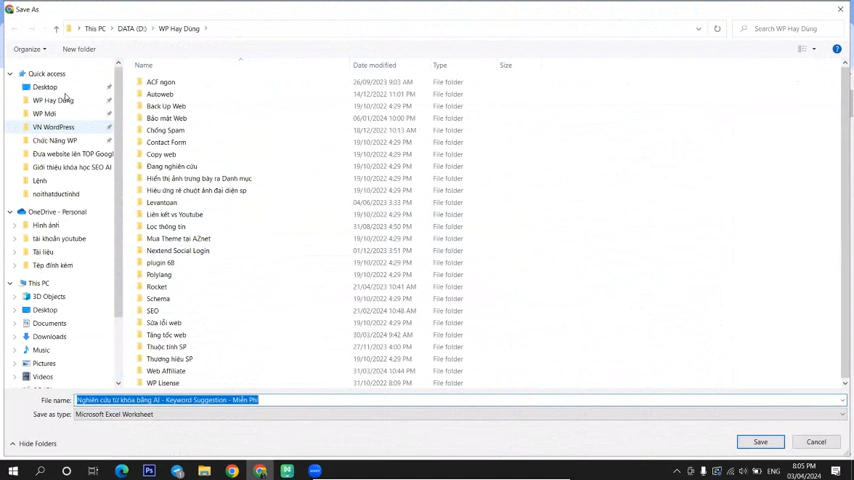 Save As
This PC > DATA (D:) > WP Hay Dùng >
Search WP Hay Dùng
Organize New folder
Name Date modified Type Size
Quick access
Desktop
WP Hay Dùng
WP Mới
VN WordPress
Chức Năng WP
Đưa website lên TOP Googl
Giới thiệu khóa học SEO AI
Lệnh
noithatductinhd
OneDrive - Personal
Hình ảnh
tài khoản youtube
Tài liệu
Tệp đính kèm
This PC
3D Objects
Desktop
Documents
Downloads
Music
Pictures
Videos
ACF ngon 26/09/2023 9:03 AM File folder
Autoweb 14/12/2022 11:01 PM File folder
Back Up Web 19/10/2022 4:29 PM File folder
Bảo mật Web 06/01/2024 10:00 PM File folder
Chống Spam 18/12/2022 10:13 AM File folder
Contact Form 19/10/2022 4:29 PM File folder
Copy web 19/10/2022 4:29 PM File folder
Đang nghiên cứu 19/10/2022 4:29 PM File folder
Hiển thị ảnh trưng bày ra Danh mục 19/10/2022 4:29 PM File folder
Hiệu ứng rê chuột ảnh đại diện sp 19/10/2022 4:29 PM File folder
Levantoan 04/06/2023 3:33 PM File folder
Liên kết vs Youtube 19/10/2022 4:29 PM File folder
Lọc thông tin 31/08/2023 4:50 PM File folder
Mua Theme tại AZnet 19/10/2022 4:29 PM File folder
Nextend Social Login 01/12/2023 3:51 PM File folder
plugin 68 19/10/2022 4:29 PM File folder
Polylang 19/10/2022 4:29 PM File folder
Rocket 21/04/2023 10:41 AM File folder
Schema 19/10/2022 4:29 PM File folder
SEO 21/02/2024 10:48 AM File folder
Sửa lỗi web 19/10/2022 4:29 PM File folder
Tăng tốc web 30/03/2024 9:42 AM File folder
Thuộc tính SP 27/11/2023 4:00 PM File folder
Thương hiệu SP 19/10/2022 4:29 PM File folder
Web Affiliate 31/03/2024 10:44 PM File folder
WP Lisense 31/10/2022 8:09 PM File folder
File name: Nghiên cứu từ khóa bằng AI - Keyword Suggestion - Miễn Phí
Save as type: Microsoft Excel Worksheet
Hide Folders Save Cancel
Ps ENG 8:05 PM
03/04/2024